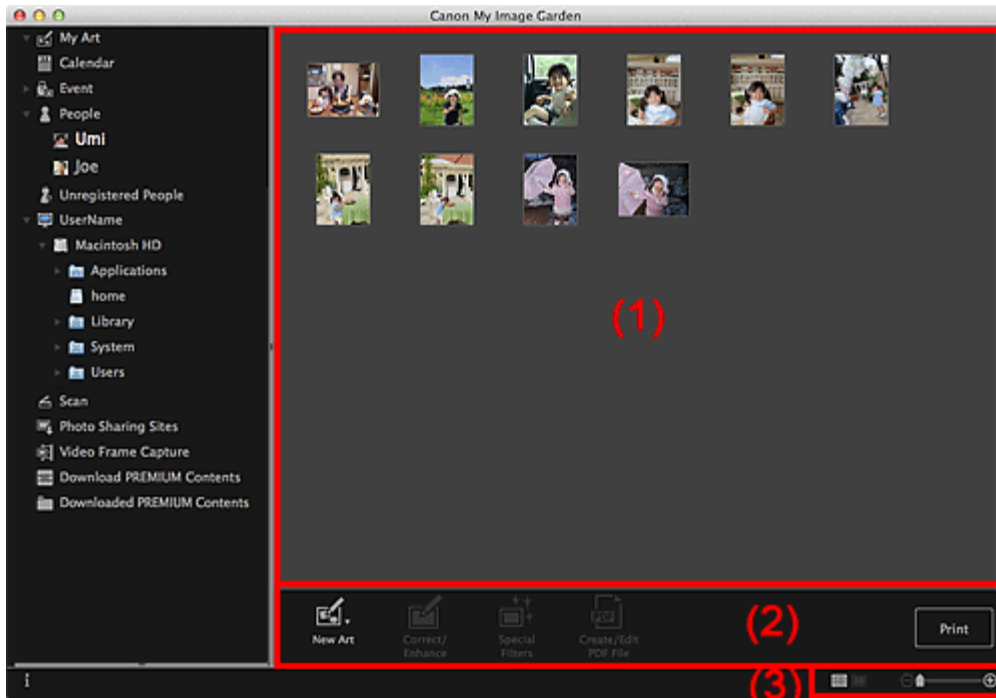 Canon My Image Garden
My Art
Calendar
Event
People
Umi
Joe
Unregistered People
UserName
Macintosh HD
Applications
home
Library
System
Users
Scan
Photo Sharing Sites
Video Frame Capture
Download PREMIUM Contents
Downloaded PREMIUM Contents
(1)
New Art
Correct/
Enhance
Special
Filters
PDF
Create/Edit
PDF File
(2)
Print
(3)